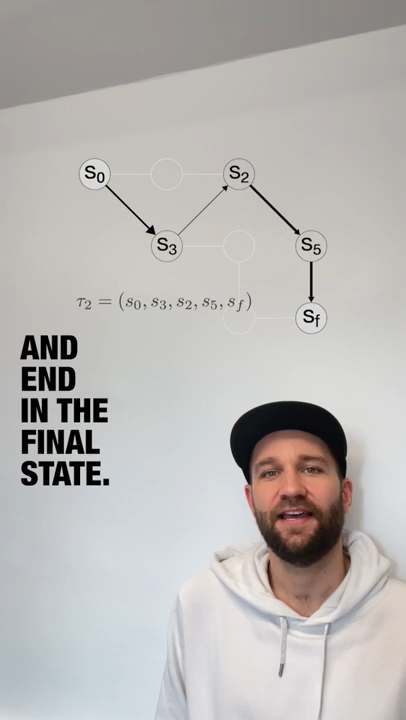 S0
S2
S3
S5
τ2 = (s0, s3, s2, s5, sf)
Sf
AND
END
IN THE
FINAL
STATE.